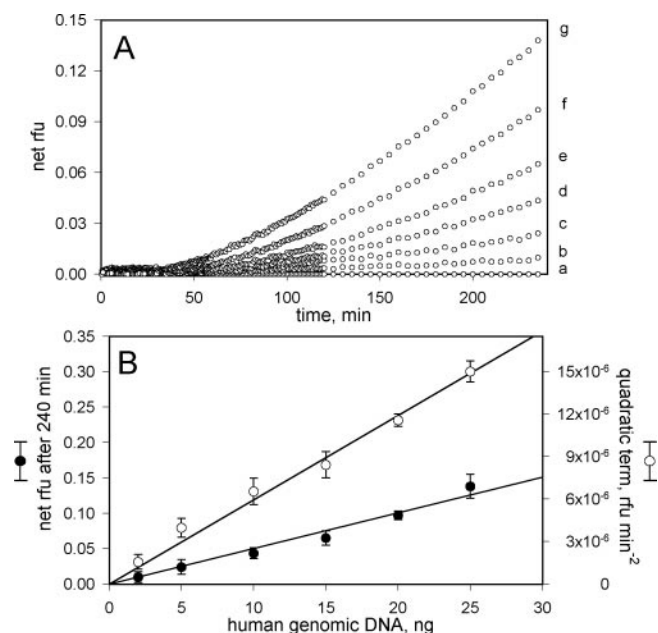 A
0.15
0.12
0.09
0.06
0.03
0.00
net rfu
g
f
e
d
c
b
a
0 50 100 150 200
time, min
B
0.35
0.30
0.25
0.20
0.15
0.10
0.05
0.00
net rfu after 240 min
15x10-6
12x10-6
9x10-6
6x10-6
3x10-6
0
quadratic term, rfu min-2
0 5 10 15 20 25 30
human genomic DNA, ng